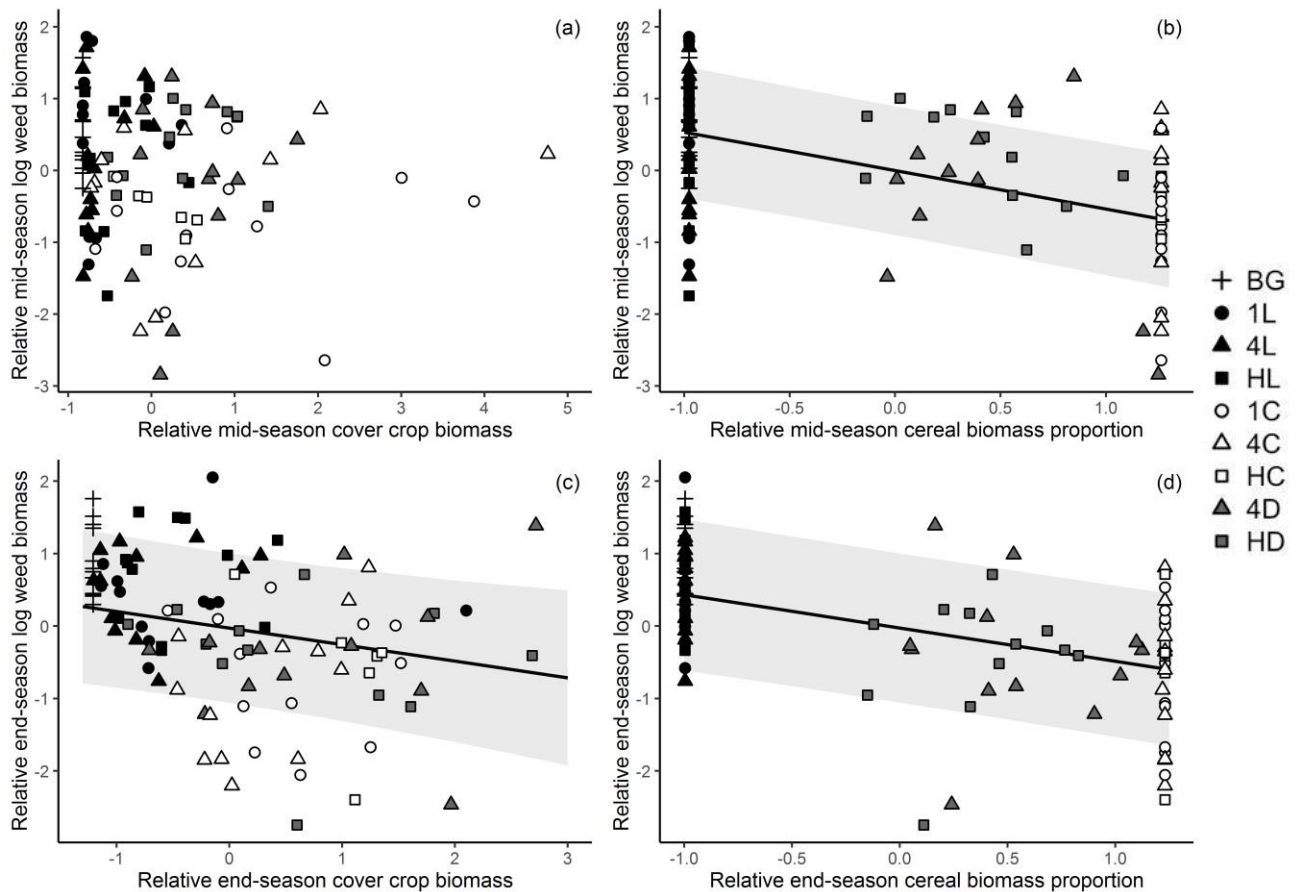 (a)
Relative mid-season log weed biomass
2
1
0
-1
-2
-3
-1 0 1 2 3 4 5
Relative mid-season cover crop biomass
(b)
Relative mid-season log weed biomass
2
1
0
-1
-2
-3
-1.0 -0.5 0.0 0.5 1.0
Relative mid-season cereal biomass proportion
(c)
Relative end-season log weed biomass
2
1
0
-1
-2
-1 0 1 2 3
Relative end-season cover crop biomass
(d)
Relative end-season log weed biomass
2
1
0
-1
-2
-1.0 -0.5 0.0 0.5 1.0
Relative end-season cereal biomass proportion
BG
1L
4L
HL
1C
4C
HC
4D
HD